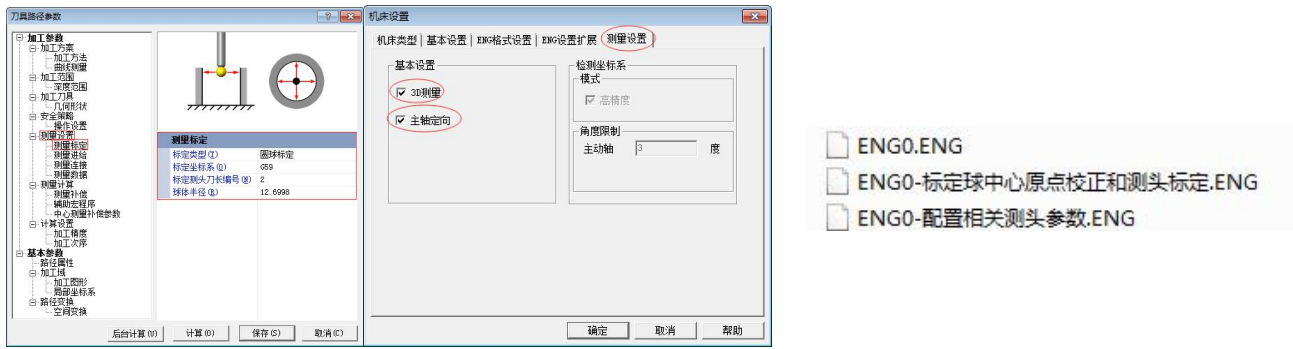 刀具路径参数
加工参数
加工方案
加工方法
曲线测量
加工范围
深度范围
加工刀具
几何形状
安全策略
操作设置
测量设置
测量标定
测量进给
测量连接
测量数据
测量计算
测量补偿
辅助宏程序
中心测量补偿参数
计算设置
加工精度
加工次序
基本参数
路径属性
加工域
加工图形
局部坐标系
路径变换
空间变换
测量标定
标定类型(T) 圆球标定
标定坐标系(Q) G59
标定测头刀长编号(N) 2
球体半径(R) 12.6998
后台计算(U) 计算(O) 保存(S) 取消(C)
机床设置
机床类型 基本设置 ENG格式设置 ENG设置扩展 测量设置
基本设置
3D测量
主轴定向
检测坐标系
模式
高精度
角度限制
主动轴 3 度
确定 取消 帮助
ENG0.ENG
ENG0-标定球中心原点校正和测头标定.ENG
ENG0-配置相关测头参数.ENG